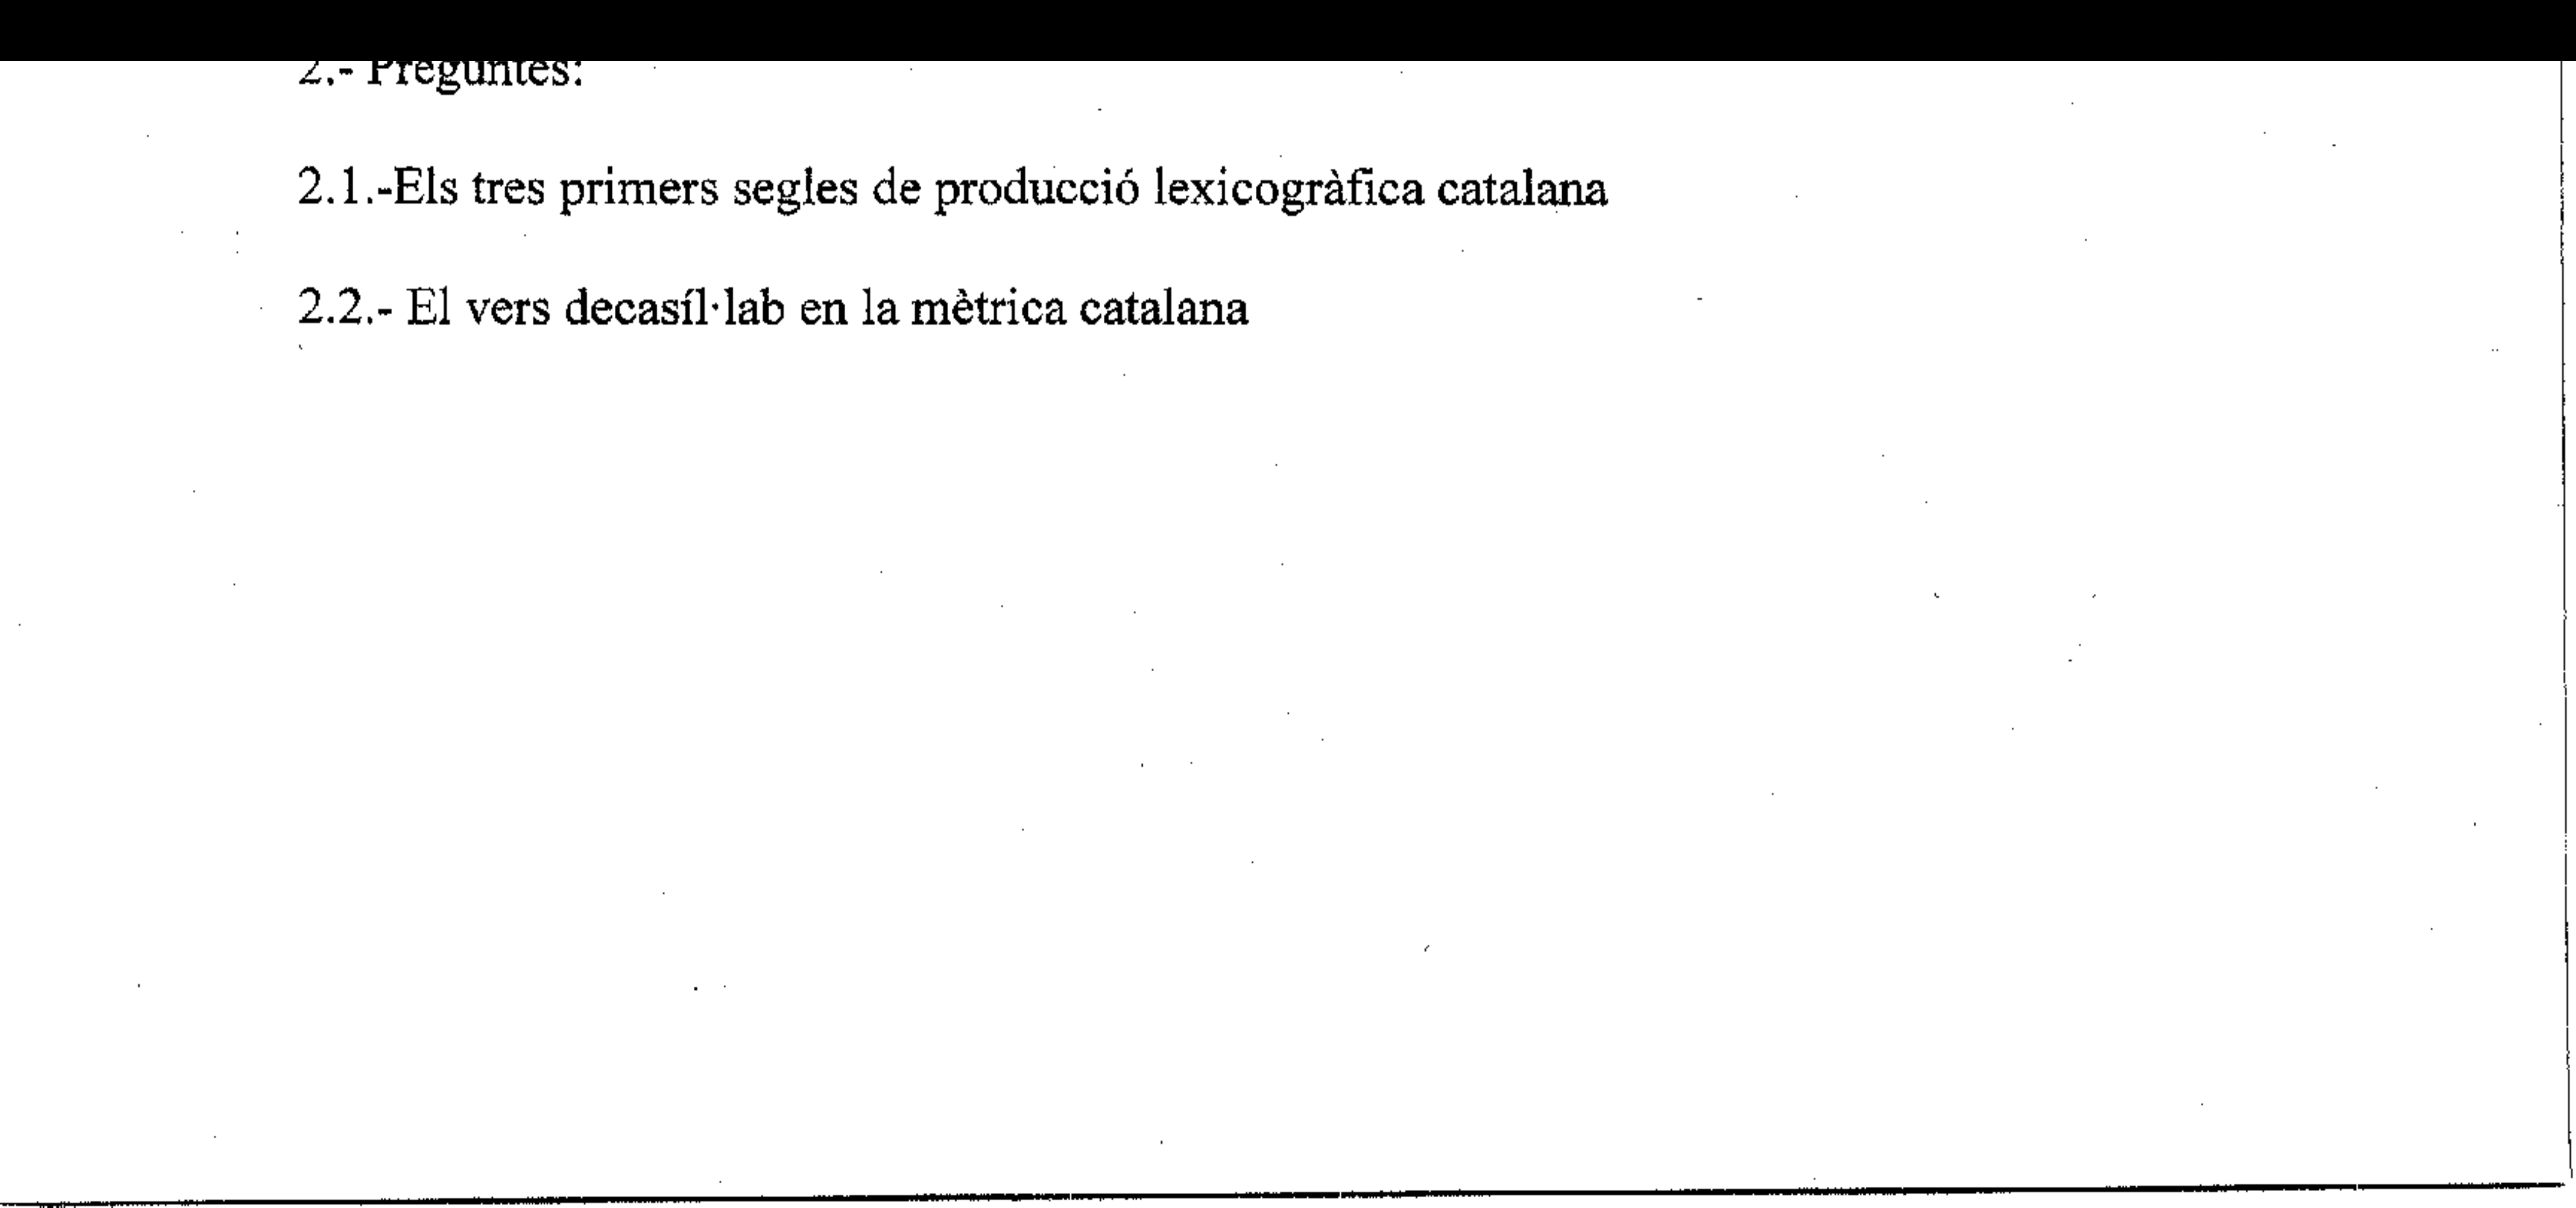 2.- Preguntes:
2.1.-Els tres primers segles de producció lexicogràfica catalana
2.2.- El vers decasíl·lab en la mètrica catalana